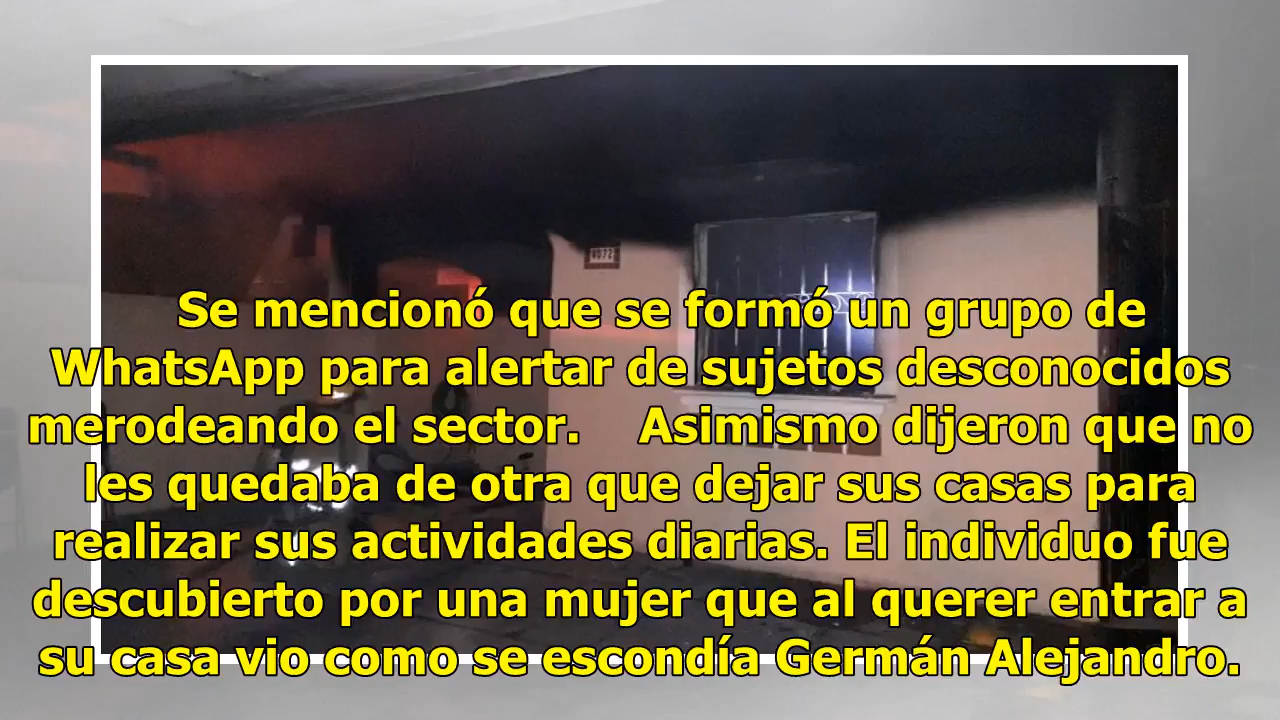 4072
Se mencionó que se formó un grupo de
WhatsApp para alertar de sujetos desconocidos
merodeando el sector. Asimismo dijeron que no
les quedaba de otra que dejar sus casas para
realizar sus actividades diarias. El individuo fue
descubierto por una mujer que al querer entrar a
su casa vio como se escondía Germán Alejandro.